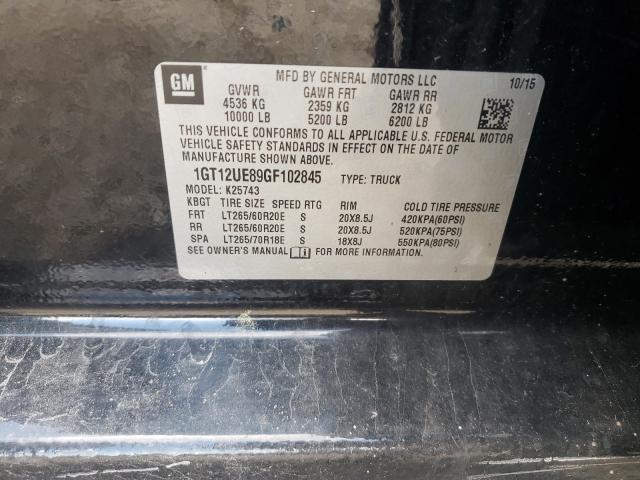 GM
MFD BY GENERAL MOTORS LLC 10/15
GVWR GAWR FRT GAWR RR
4536 KG 2359 KG 2812 KG
10000 LB 5200 LB 6200 LB
THIS VEHICLE CONFORMS TO ALL APPLICABLE U.S. FEDERAL MOTOR
VEHICLE SAFETY STANDARDS IN EFFECT ON THE DATE OF
MANUFACTURE SHOWN ABOVE.
1GT12UE89GF102845 TYPE: TRUCK
MODEL: K25743
KBGT TIRE SIZE SPEED RTG RIM COLD TIRE PRESSURE
FRT LT265/60R20E S 20X8.5J 420KPA(60PSI)
RR LT265/60R20E S 20X8.5J 520KPA(75PSI)
SPA LT265/70R18E S 18X8J 550KPA(80PSI)
SEE OWNER'S MANUAL FOR MORE INFORMATION.